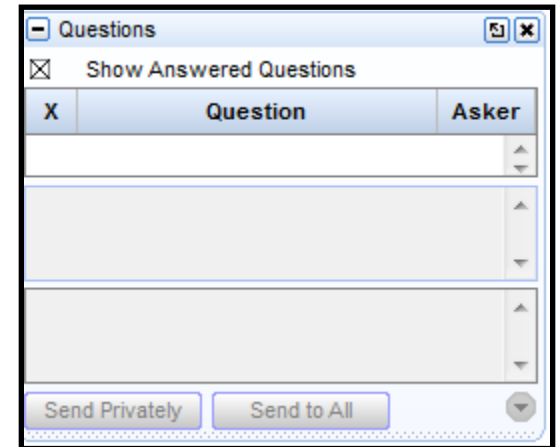 Questions
Show Answered Questions
X Question Asker
Send Privately Send to All